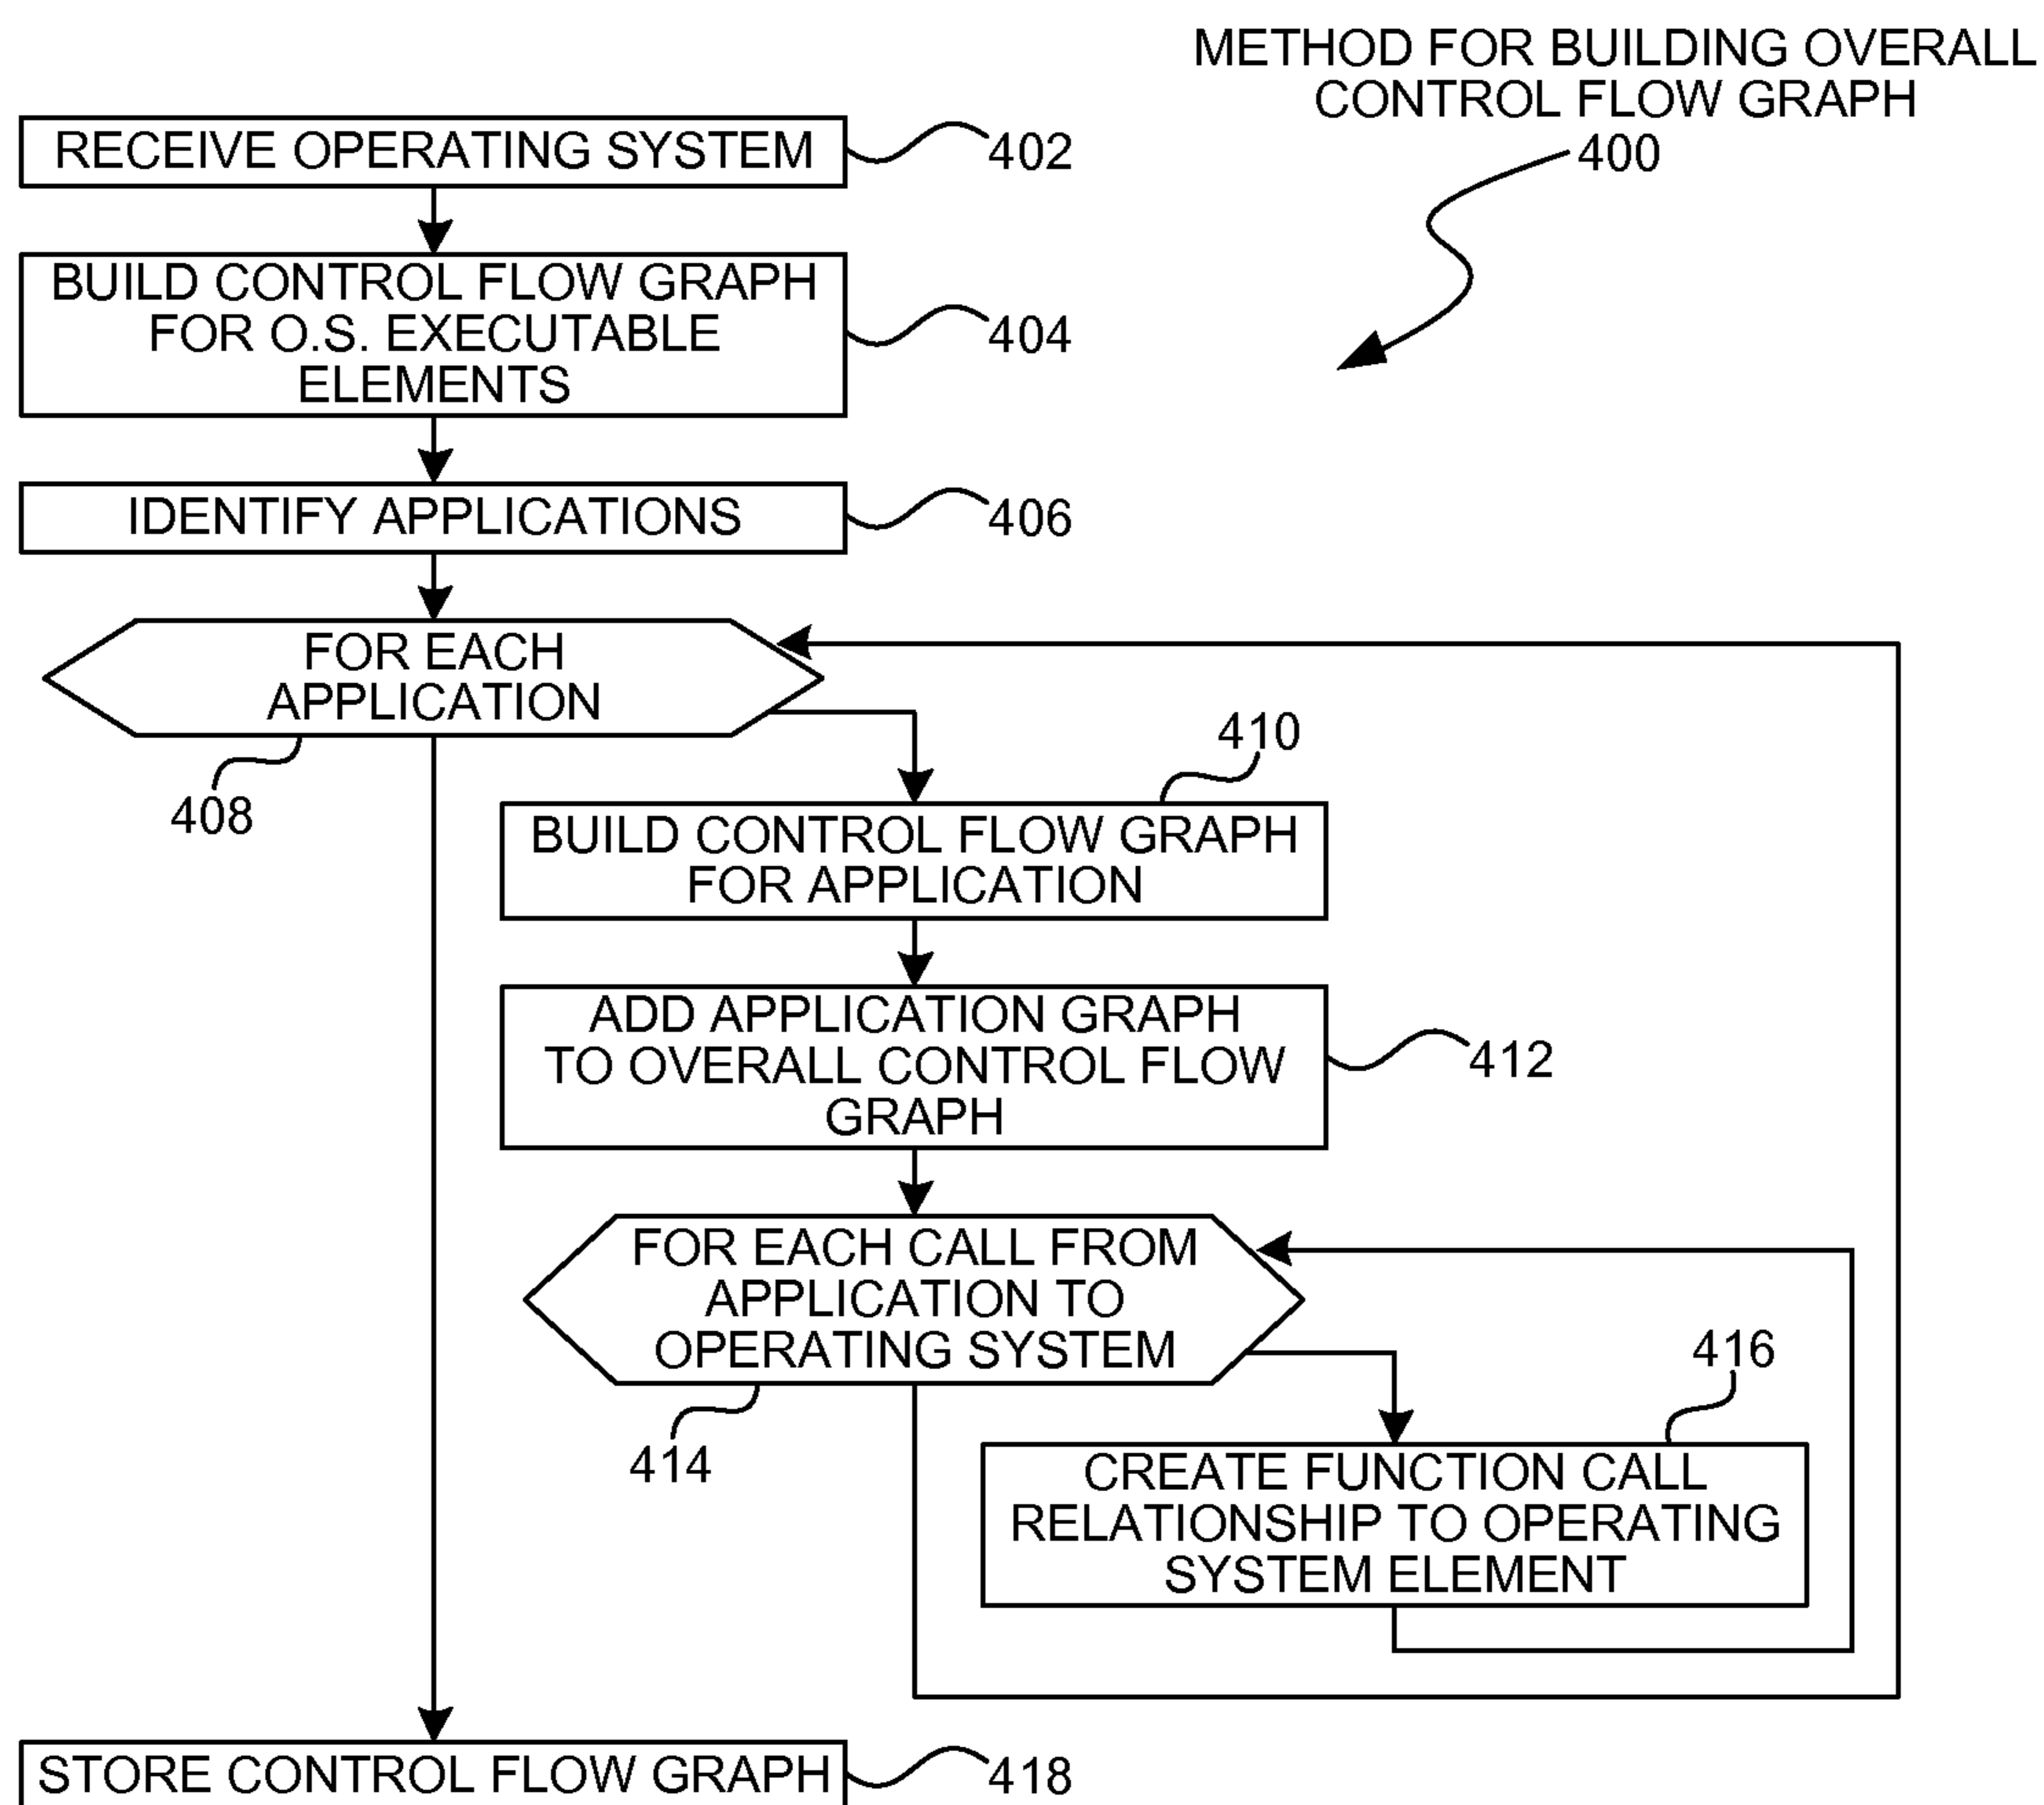 METHOD FOR BUILDING OVERALL
CONTROL FLOW GRAPH
400
RECEIVE OPERATING SYSTEM
402
BUILD CONTROL FLOW GRAPH
FOR O.S. EXECUTABLE
ELEMENTS
404
IDENTIFY APPLICATIONS
406
FOR EACH
APPLICATION
408
410
BUILD CONTROL FLOW GRAPH
FOR APPLICATION
ADD APPLICATION GRAPH
TO OVERALL CONTROL FLOW
GRAPH
412
FOR EACH CALL FROM
APPLICATION TO
OPERATING SYSTEM
414
416
CREATE FUNCTION CALL
RELATIONSHIP TO OPERATING
SYSTEM ELEMENT
STORE CONTROL FLOW GRAPH
418